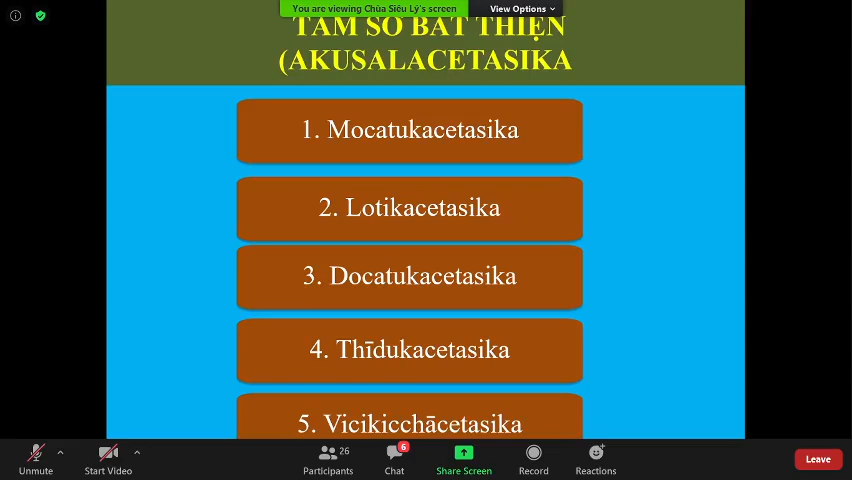 You are viewing Chùa Siêu Lý's screen
View Options
TÂM SỞ BẤT THIỆN
(AKUSALACETASIKA
1. Mocatukacetasika
2. Lotikacetasika
3. Docatukacetasika
4. Thīdukacetasika
5. Vicikicchācetasika
Unmute
Start Video
26
Participants
6
Chat
Share Screen
Record
Reactions
Leave